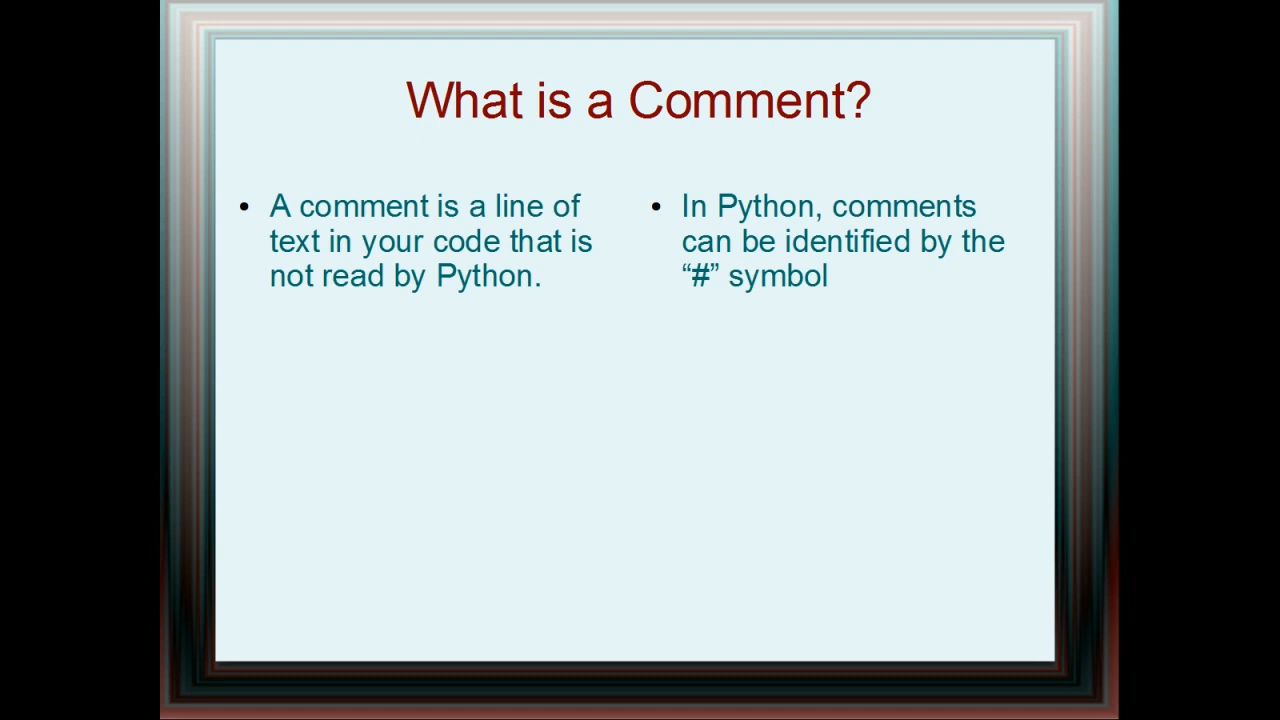 What is a Comment?
• A comment is a line of
text in your code that is
not read by Python.
• In Python, comments
can be identified by the
“#” symbol